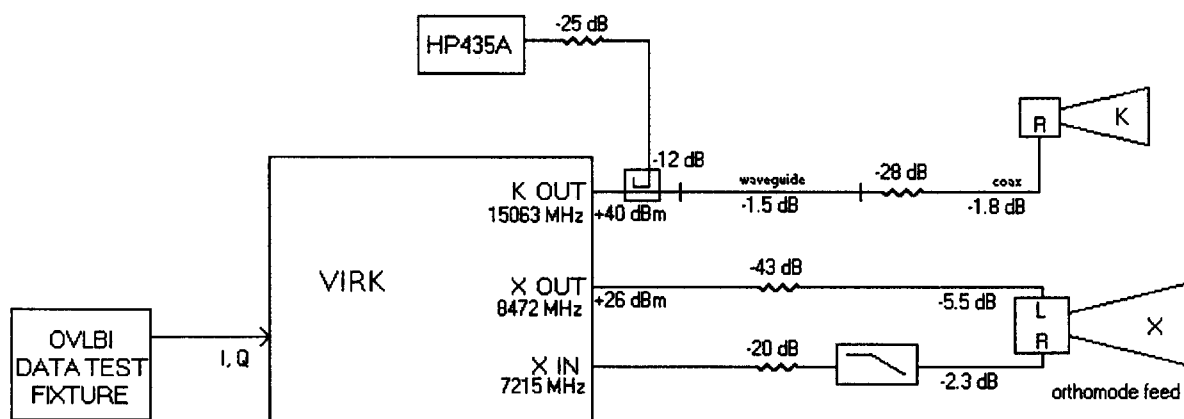 -25 dB
HP435A
K
R
-12 dB
K OUT
waveguide
-28 dB
coax
15063 MHz
+40 dBm
-1.5 dB
-1.8 dB
VIRK
-43 dB
X OUT
8472 MHz
+26 dBm
-5.5 dB
L
X
R
OVLBI
DATA TEST
FIXTURE
I, Q
-20 dB
X IN
7215 MHz
-2.3 dB
orthomode feed